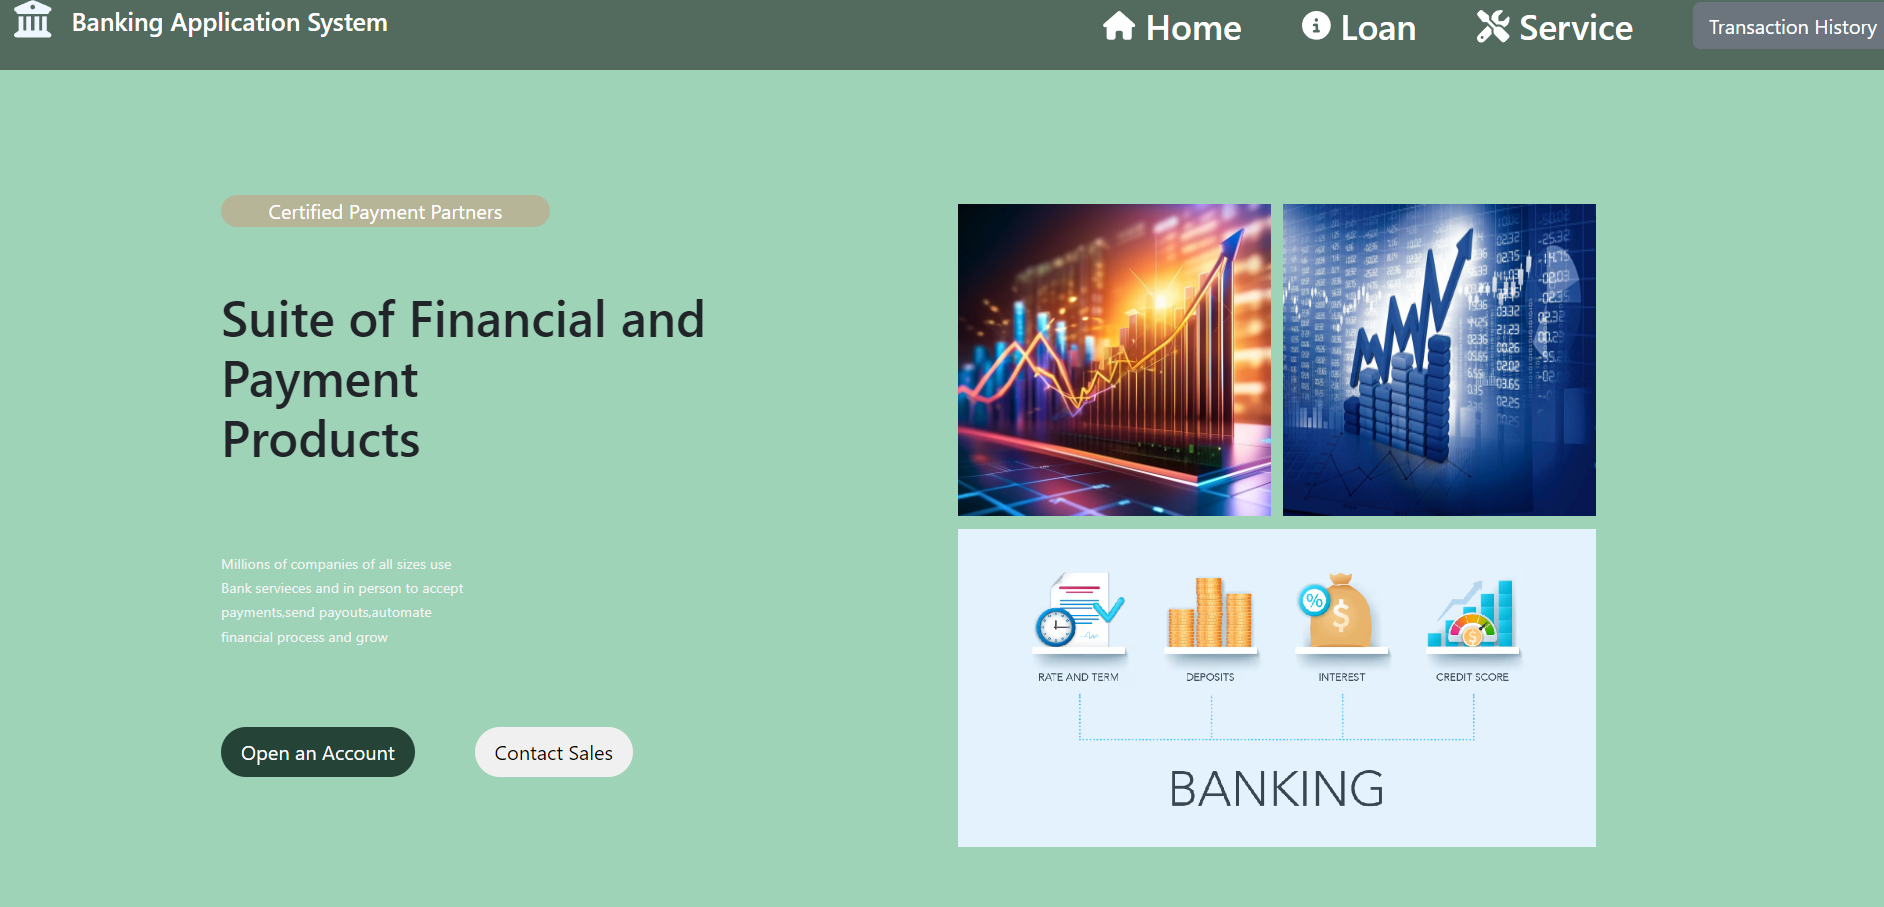 Banking Application System
Home
Loan
Service
Transaction History
Certified Payment Partners
Suite of Financial and
Payment
Products
Millions of companies of all sizes use
Bank servieces and in person to accept
payments,send payouts,automate
financial process and grow
Open an Account
Contact Sales
RATE AND TERM
DEPOSITS
INTEREST
CREDIT SCORE
BANKING